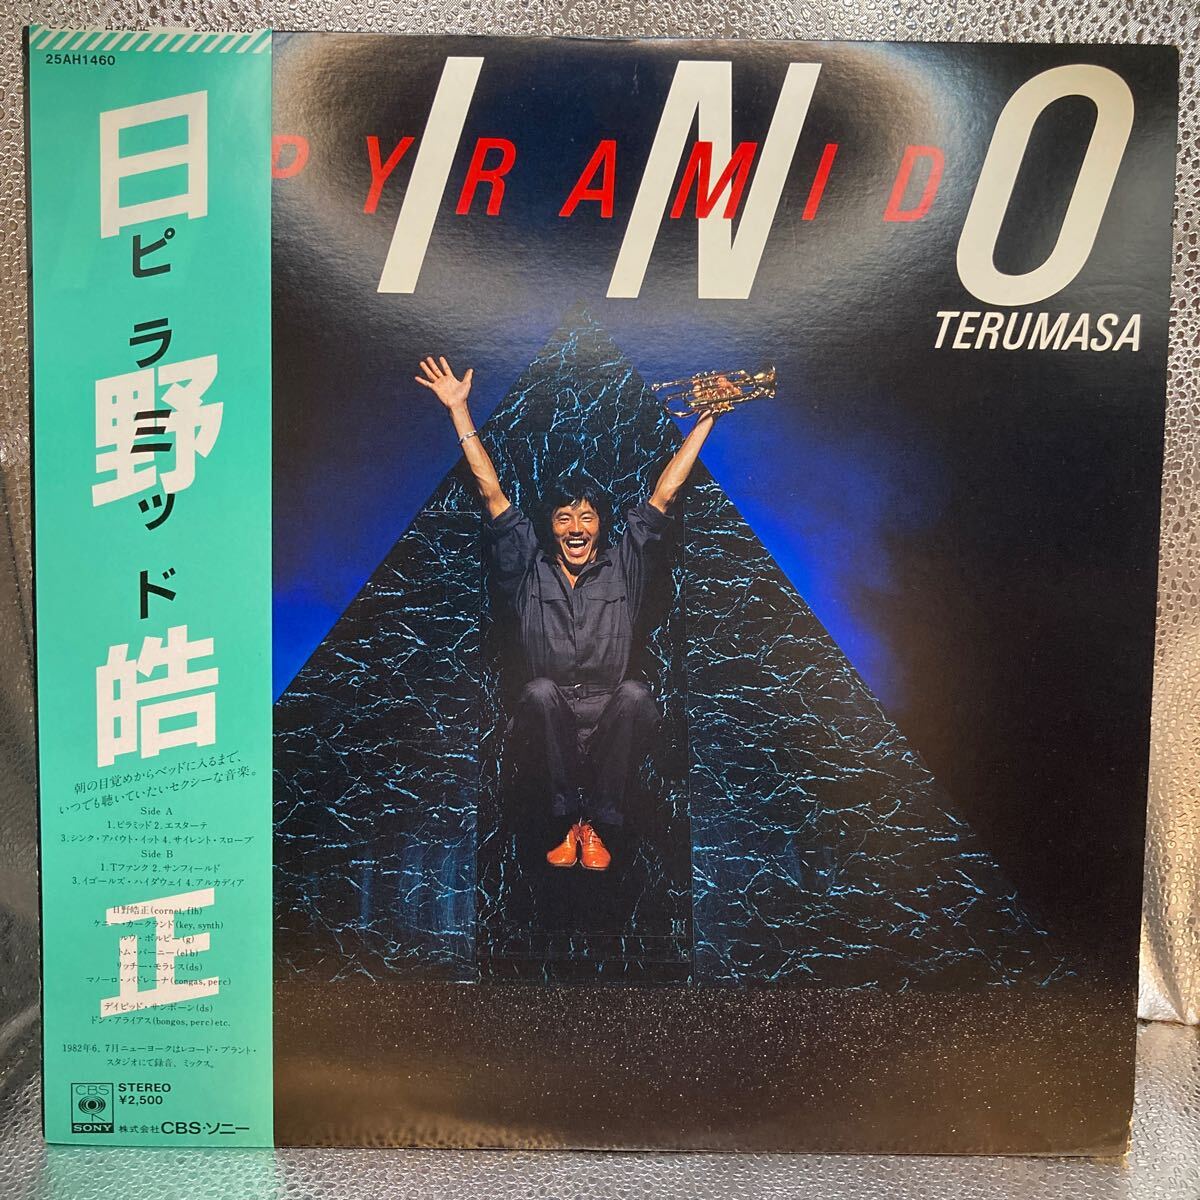 25AH1460
25AH1460
日野皓正
ピラミッド
朝の目覚めからベッドに入るまで、
いつでも聴いていたいセクシーな音楽。
Side A
1.ピラミッド 2.エスターテ
3.シンク・アバウト・イット 4.サイレント・スロープ
Side B
1.Tファンク 2.サンフィールド
3.イゴールズ・ハイダウェイ 4.アルカディア
日野皓正(cornet, flh)
ケニー・カークランド(key, synth)
ルウ・ボルピー(g)
トム・バーニー(el b)
リッチー・モラレス(ds)
マノーロ・バドレーナ(congas, perc)
デイビッド・サンボーン(ds)
ドン・アライアス(bongos, perc) etc.
1982年6、7月ニューヨークはレコード・プラント・
スタジオにて録音、ミックス。
CBS
SONY
STEREO
¥2,500
株式会社CBS・ソニー
INO
PYRAMID
TERUMASA